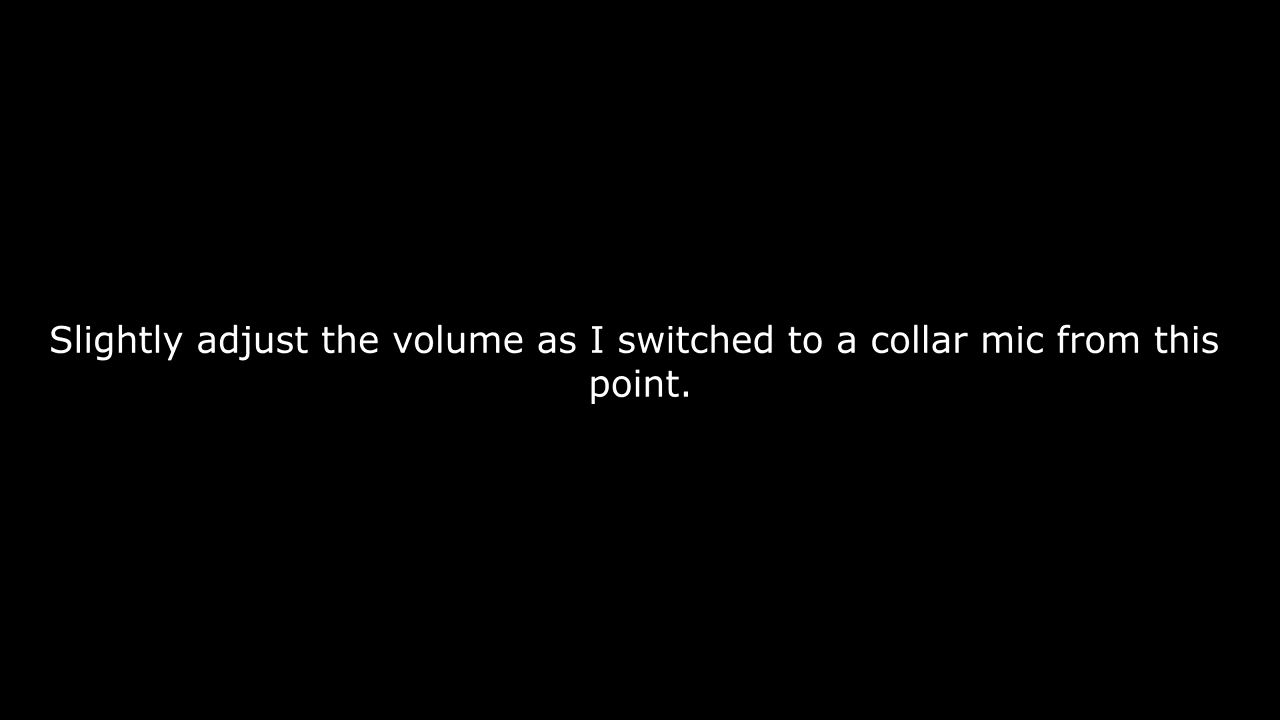 Slightly adjust the volume as I switched to a collar mic from this
point.